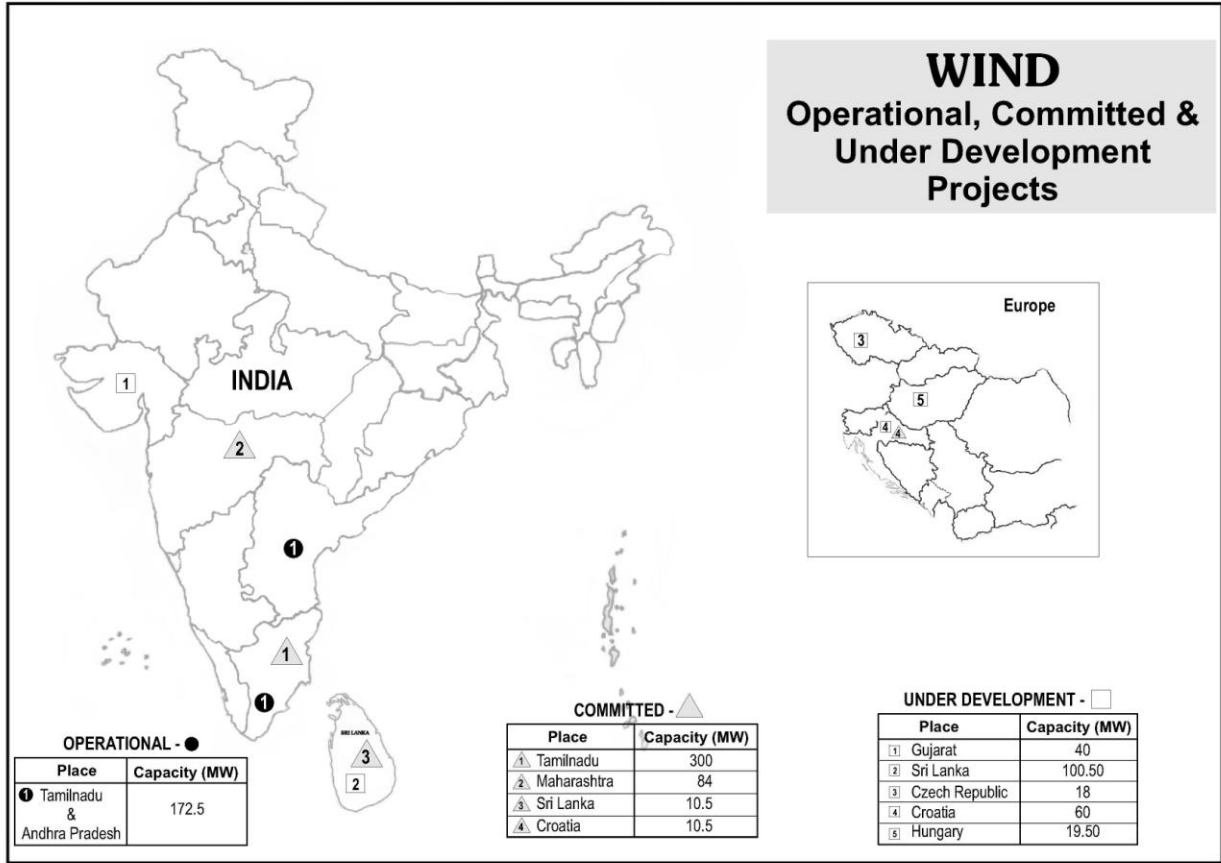 WIND
Operational, Committed &
Under Development
Projects
Europe
3
5
4
4
INDIA
1
2
1
1
1
SRI LANKA
3
2
OPERATIONAL -
Place Capacity (MW)
1 Tamilnadu
&
Andhra Pradesh
172.5
COMMITTED -
Place Capacity (MW)
1 Tamilnadu 300
2 Maharashtra 84
3 Sri Lanka 10.5
4 Croatia 10.5
UNDER DEVELOPMENT -
Place Capacity (MW)
1 Gujarat 40
2 Sri Lanka 100.50
3 Czech Republic 18
4 Croatia 60
5 Hungary 19.50